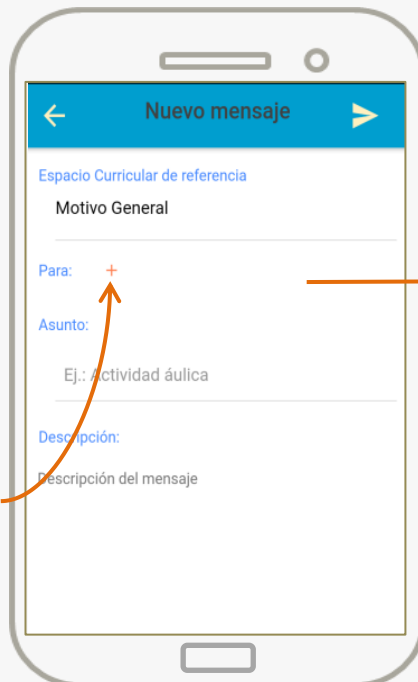 Nuevo mensaje
Espacio Curricular de referencia
Motivo General
Para: +
Asunto:
Ej.: Actividad áulica
Descripción:
Descripción del mensaje